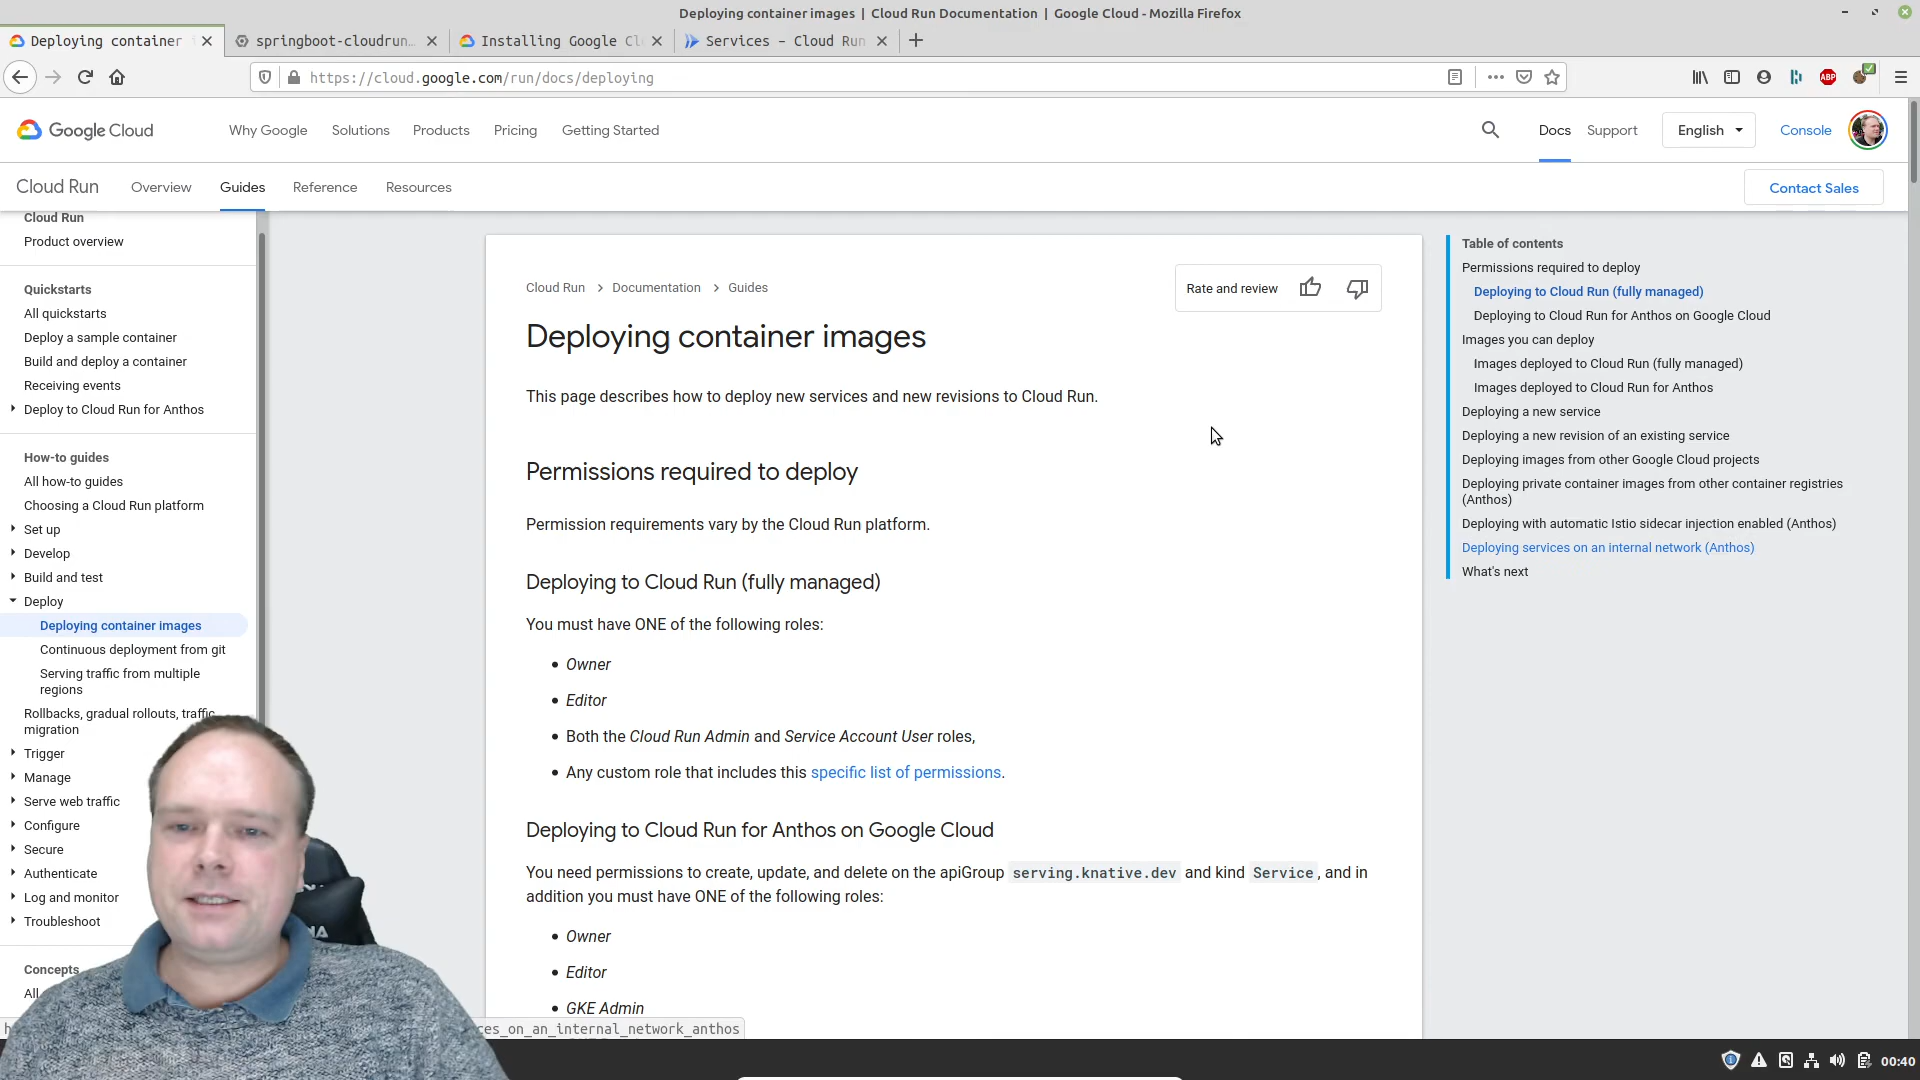 Deploying container images | Cloud Run Documentation | Google Cloud - Mozilla Firefox
Deploying container
springboot-cloudrun...
Installing Google Cl
Services – Cloud Run
https://cloud.google.com/run/docs/deploying
ABP
Google Cloud
Why Google
Solutions
Products
Pricing
Getting Started
Docs
Support
English
Console
Cloud Run
Overview
Guides
Reference
Resources
Contact Sales
Cloud Run
Product overview
Quickstarts
All quickstarts
Deploy a sample container
Build and deploy a container
Receiving events
Deploy to Cloud Run for Anthos
How-to guides
All how-to guides
Choosing a Cloud Run platform
Set up
Develop
Build and test
Deploy
Deploying container images
Continuous deployment from git
Serving traffic from multiple
regions
Rollbacks, gradual rollouts, traffic
migration
Trigger
Manage
Serve web traffic
Configure
Secure
Authenticate
Log and monitor
Troubleshoot
Concepts
All
Cloud Run > Documentation > Guides
Rate and review
Deploying container images
This page describes how to deploy new services and new revisions to Cloud Run.
Permissions required to deploy
Permission requirements vary by the Cloud Run platform.
Deploying to Cloud Run (fully managed)
You must have ONE of the following roles:
• Owner
• Editor
• Both the Cloud Run Admin and Service Account User roles,
• Any custom role that includes this specific list of permissions.
Deploying to Cloud Run for Anthos on Google Cloud
You need permissions to create, update, and delete on the apiGroup serving.knative.dev and kind Service, and in
addition you must have ONE of the following roles:
• Owner
• Editor
• GKE Admin
ces_on_an_internal_network_anthos
Table of contents
Permissions required to deploy
Deploying to Cloud Run (fully managed)
Deploying to Cloud Run for Anthos on Google Cloud
Images you can deploy
Images deployed to Cloud Run (fully managed)
Images deployed to Cloud Run for Anthos
Deploying a new service
Deploying a new revision of an existing service
Deploying images from other Google Cloud projects
Deploying private container images from other container registries
(Anthos)
Deploying with automatic Istio sidecar injection enabled (Anthos)
Deploying services on an internal network (Anthos)
What's next
00:40